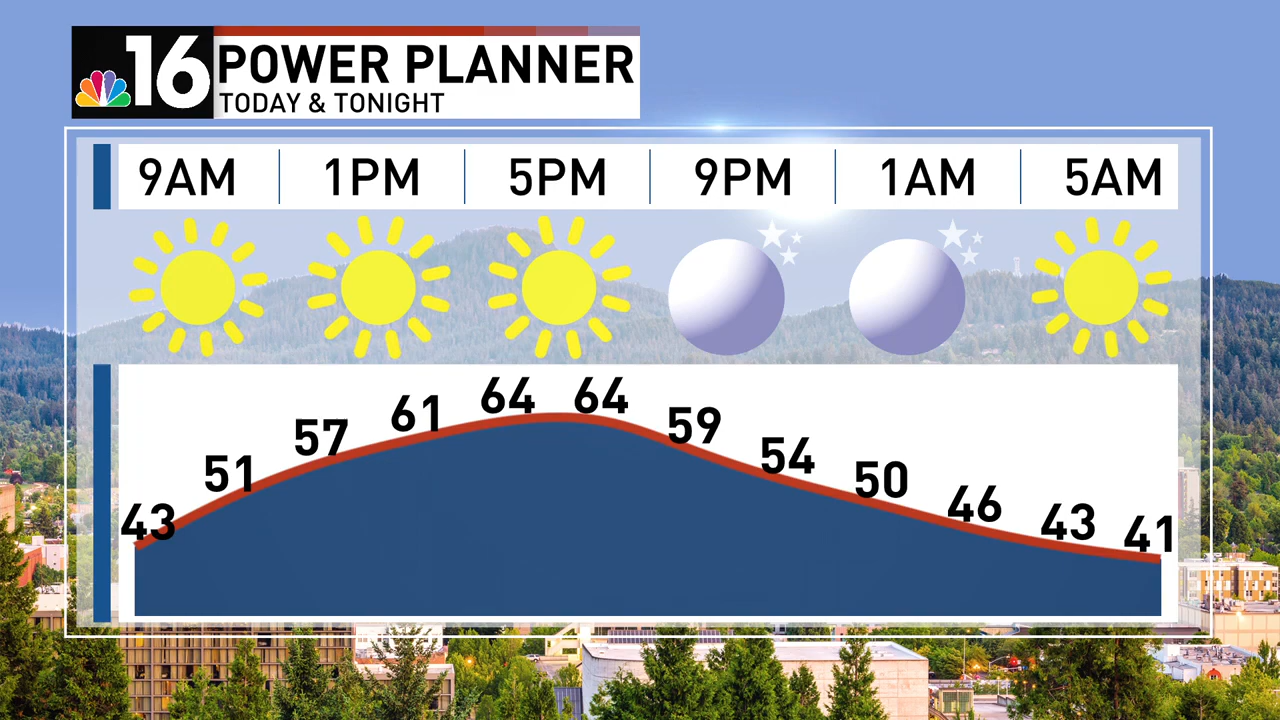 16
POWER PLANNER
TODAY & TONIGHT
9AM 1PM 5PM 9PM 1AM 5AM
43 51 57 61 64 64 59 54 50 46 43 41